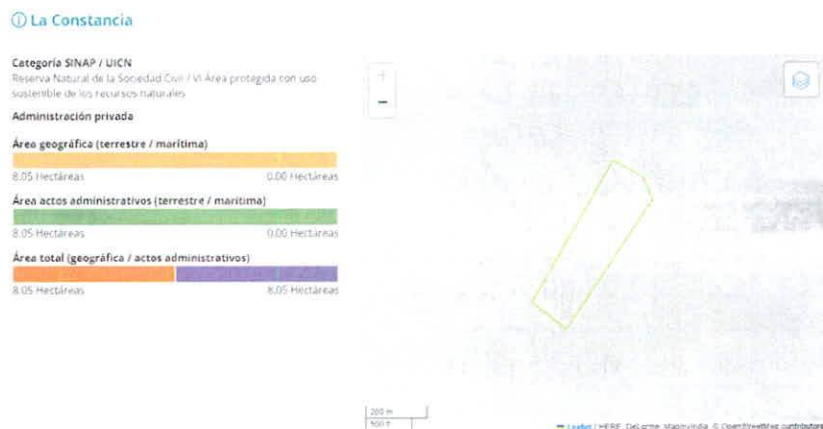 La Constancia
Categoría SINAP / UICN
Reserva Natural de la Sociedad Civil / VI Área protegida con uso
sostenible de los recursos naturales
Administración privada
Área geográfica (terrestre / marítima)
8.05 Hectáreas 0.00 Hectáreas
Área actos administrativos (terrestre / marítima)
8.05 Hectáreas 0.00 Hectáreas
Área total (geográfica / actos administrativos)
8.05 Hectáreas 8.05 Hectáreas
+
−
200 m
500 ft
Leaflet | HERE, DeLorme, MapmyIndia, © OpenStreetMap contributors